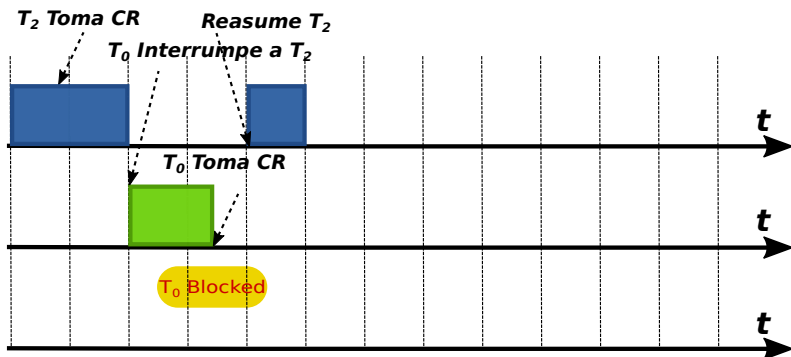 T₂ Toma CR
Reasume T₂
T₀ Interrumpe a T₂
t
T₀ Toma CR
t
T₀ Blocked
t